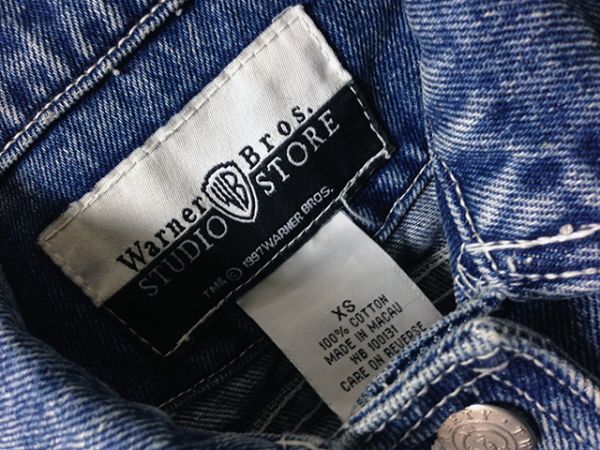 Warner Bros.
WB
STUDIO STORE
TM & © 1997 WARNER BROS.
XS
100% COTTON
MADE IN MACAU
WB 100131
CARE ON REVERSE